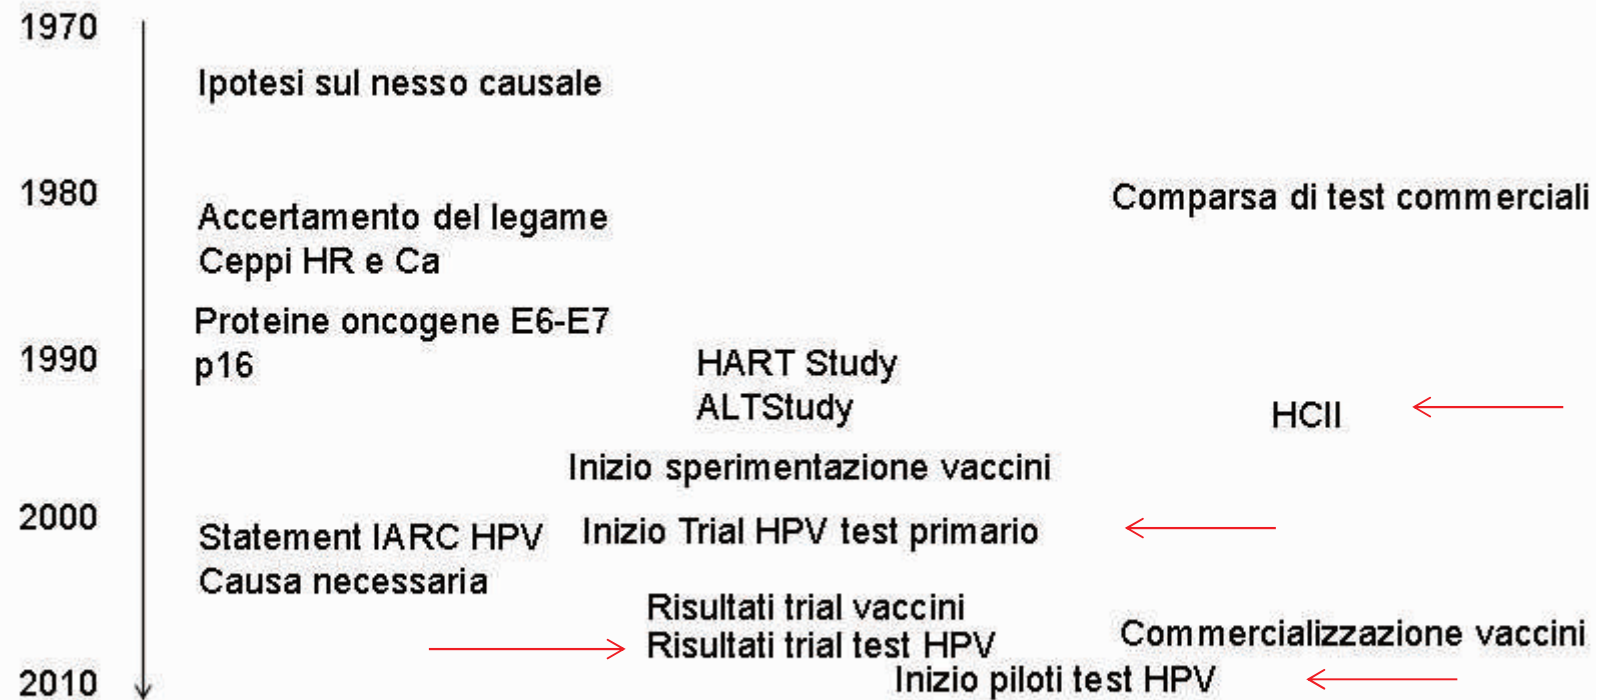 1970
Ipotesi sul nesso causale
1980
Comparsa di test commerciali
Accertamento del legame
Ceppi HR e Ca
Proteine oncogene E6-E7
1990
p16
HART Study
ALTStudy
HCII
Inizio sperimentazione vaccini
2000
Statement IARC HPV
Causa necessaria
Inizio Trial HPV test primario
Risultati trial vaccini
Risultati trial test HPV
Commercializzazione vaccini
Inizio piloti test HPV
2010